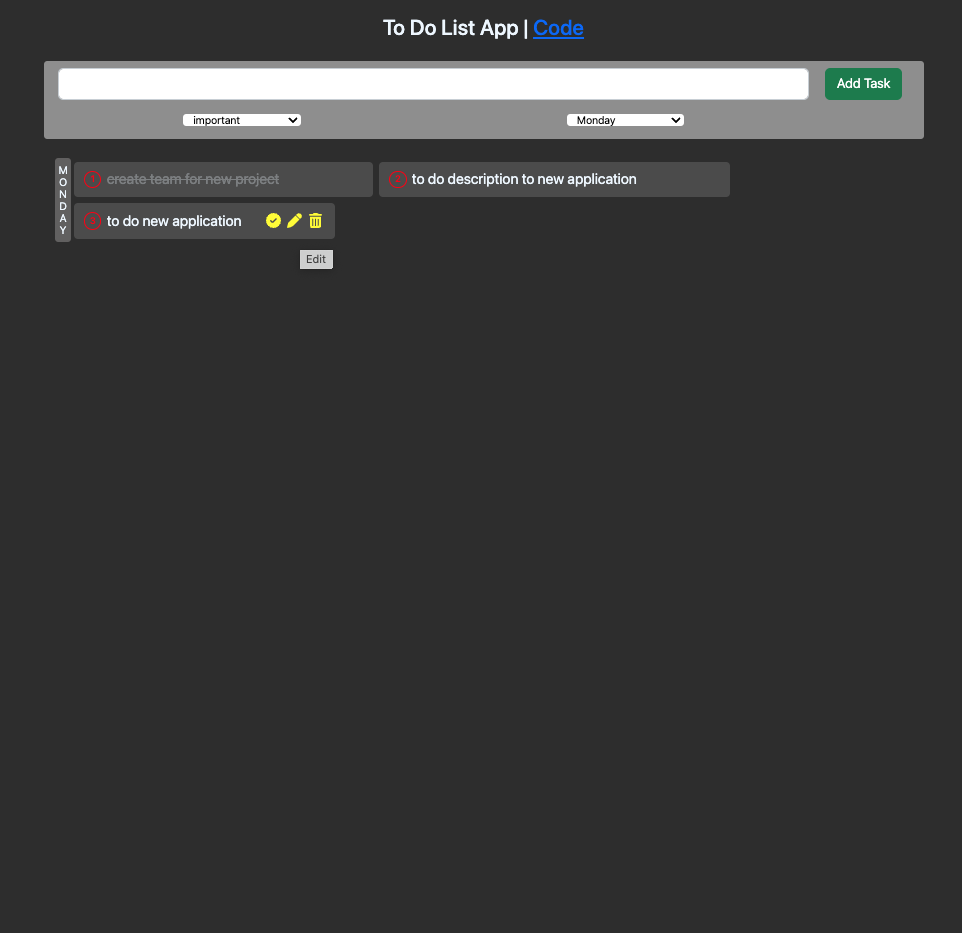 To Do List App | Code
Add Task
important
Monday
MONDAY
create team for new project
to do description to new application
to do new application
Edit